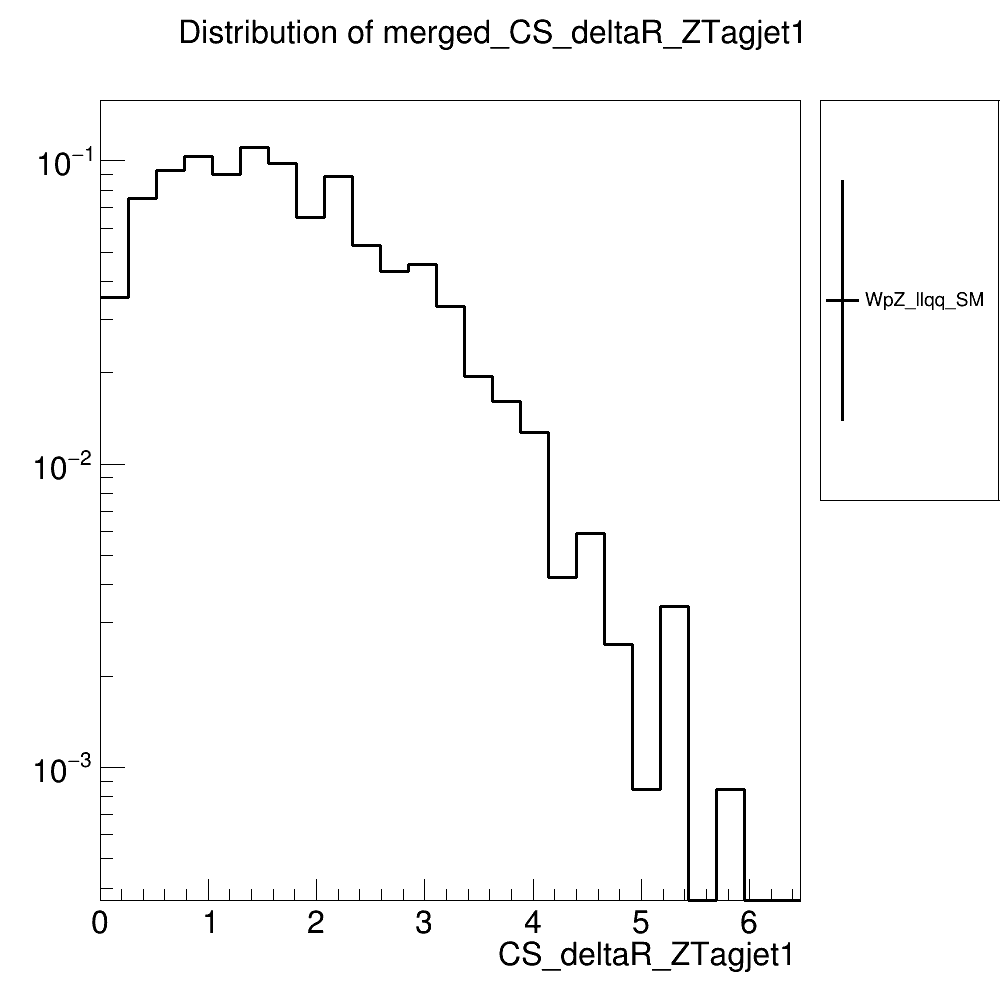 Distribution of merged_CS_deltaR_ZTagjet1
10⁻¹
10⁻²
10⁻³
WpZ_llqq_SM
0 1 2 3 4 5 6
CS_deltaR_ZTagjet1